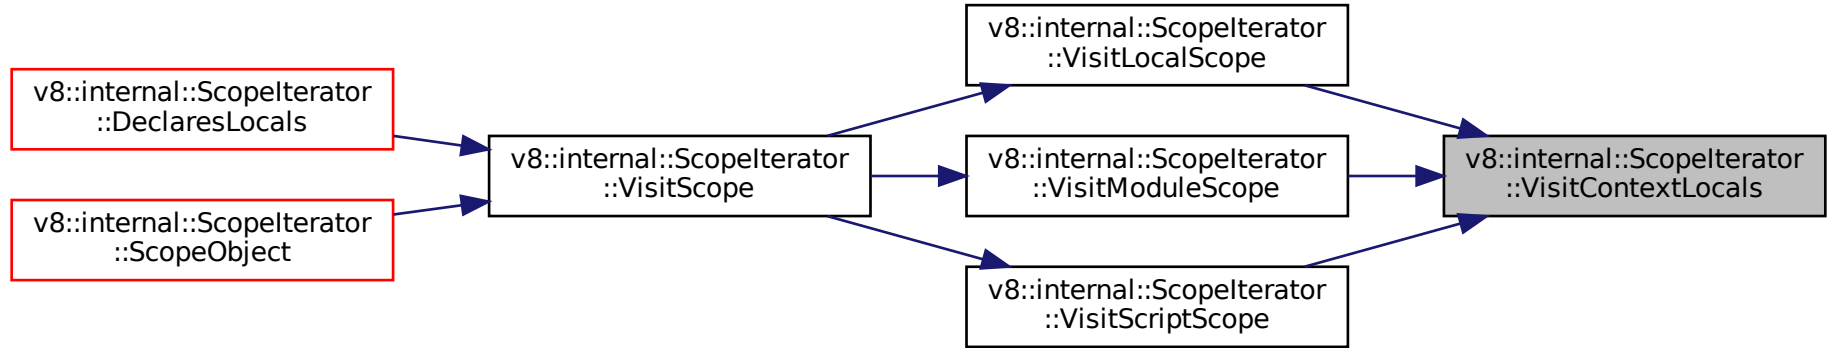 v8::internal::ScopeIterator
::DeclaresLocals
v8::internal::ScopeIterator
::ScopeObject
v8::internal::ScopeIterator
::VisitScope
v8::internal::ScopeIterator
::VisitLocalScope
v8::internal::ScopeIterator
::VisitModuleScope
v8::internal::ScopeIterator
::VisitScriptScope
v8::internal::ScopeIterator
::VisitContextLocals